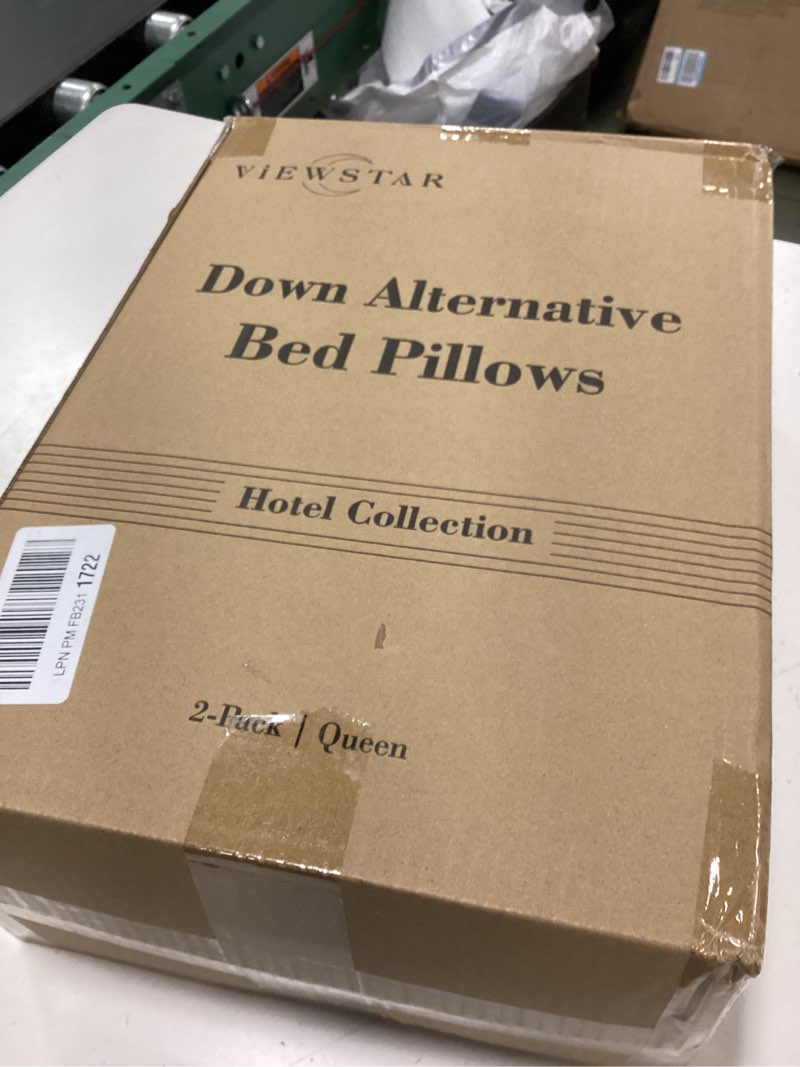 ViEWSTAR
Down Alternative
Bed Pillows
Hotel Collection
LPN PM FB231 1722
2-Pack | Queen